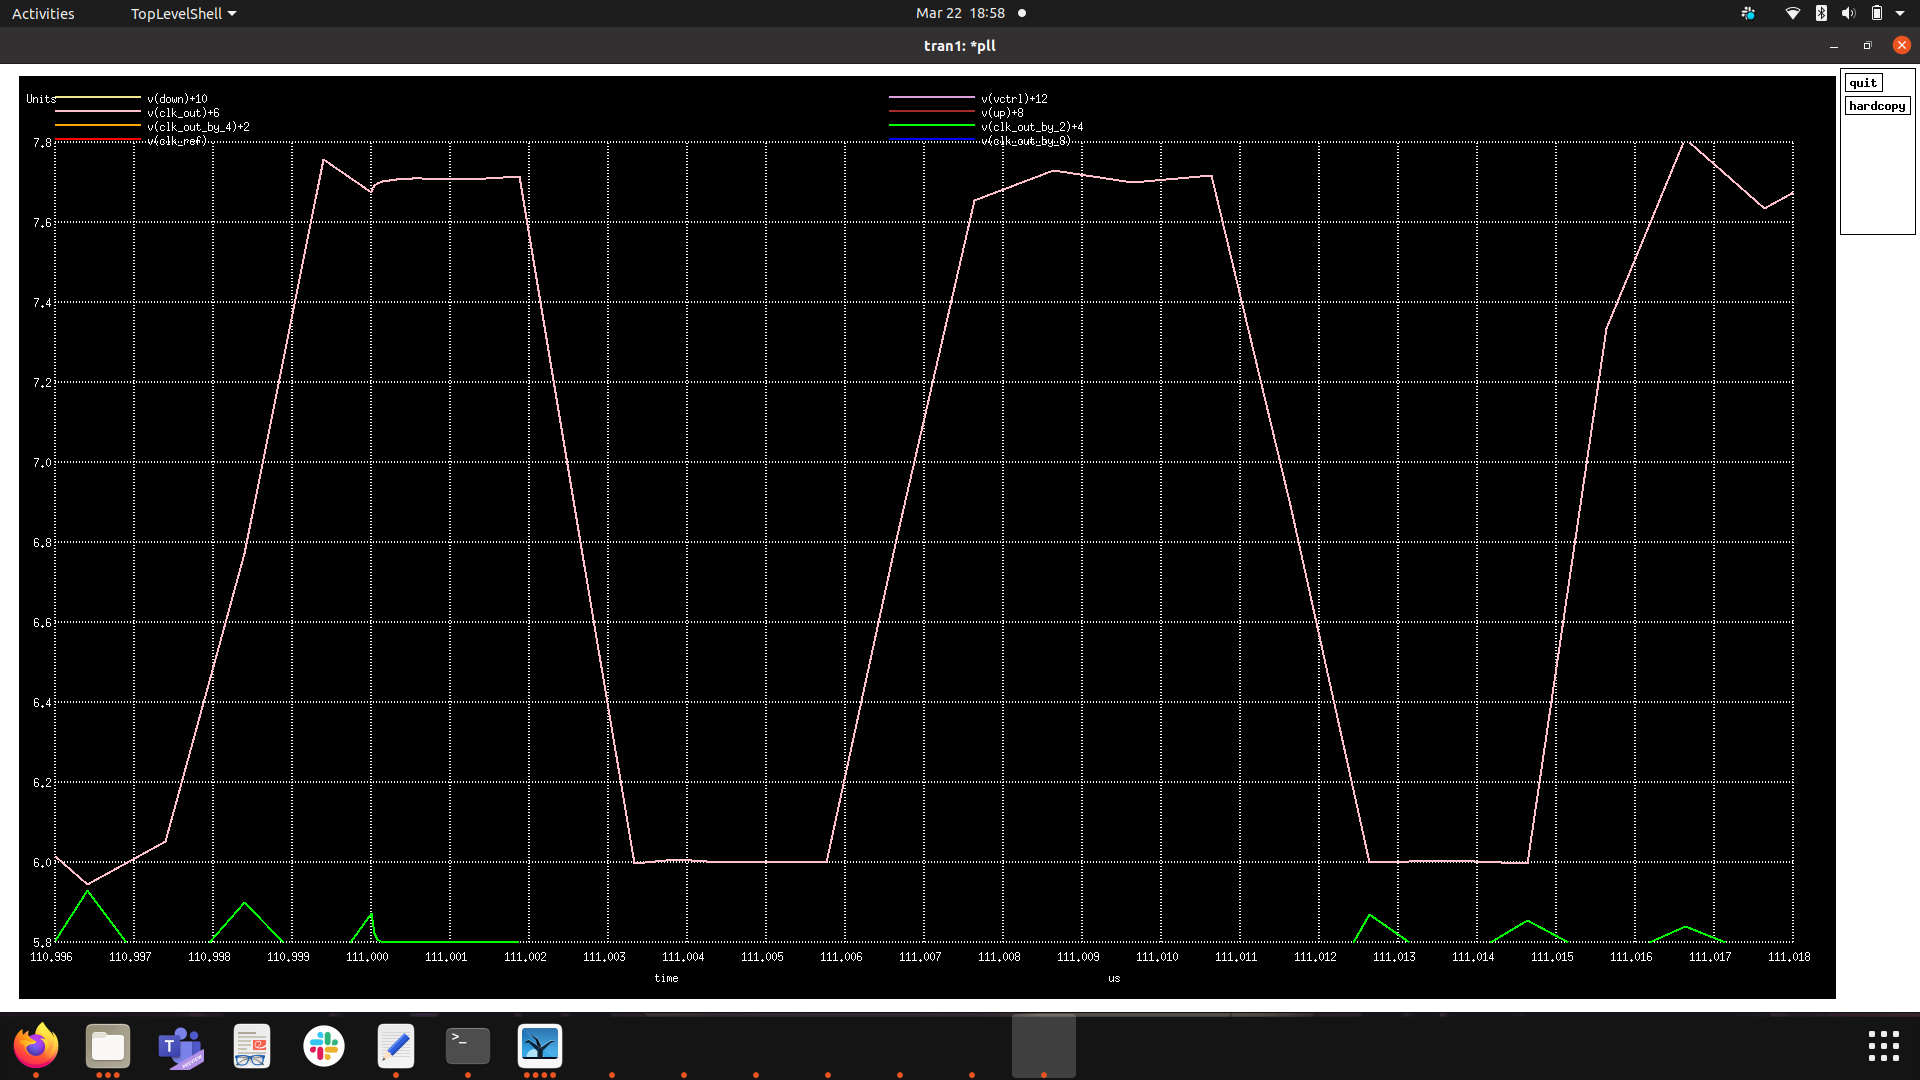 Activities TopLevelShell Mar 22 18:58
tran1: *pll
quit
hardcopy
Units
v(down)+10 v(vctrl)+12
v(clk_out)+6 v(up)+8
v(clk_out_by_4)+2 v(clk_out_by_2)+4
v(clk_ref) v(clk_out_by_8)
7.8
7.6
7.4
7.2
7.0
6.8
6.6
6.4
6.2
6.0
5.8
110.996 110.997 110.998 110.999 111.000 111.001 111.002 111.003 111.004 111.005 111.006 111.007 111.008 111.009 111.010 111.011 111.012 111.013 111.014 111.015 111.016 111.017 111.018
time us
T PREVIEW
>_